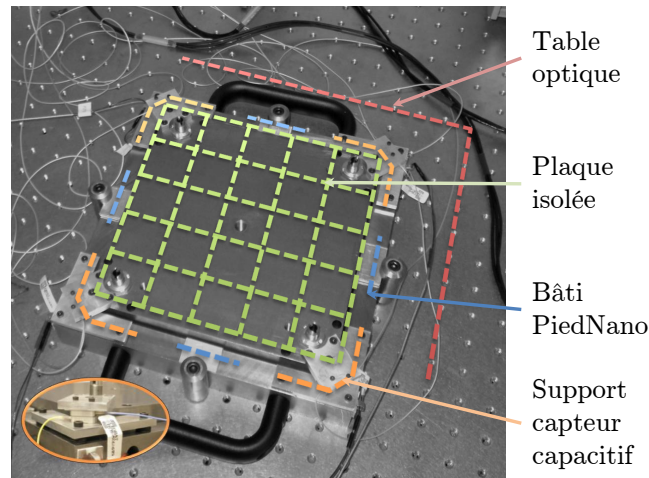 Table
optique
Plaque
isolée
Bâti
PiedNano
Support
capteur
capacitif